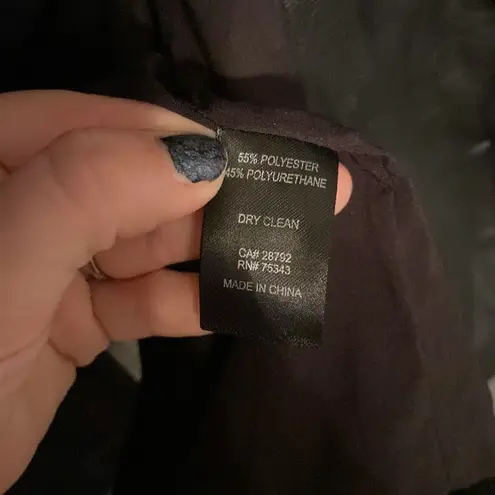 55% POLYESTER
45% POLYURETHANE
DRY CLEAN
CA# 28792
RN# 75343
MADE IN CHINA